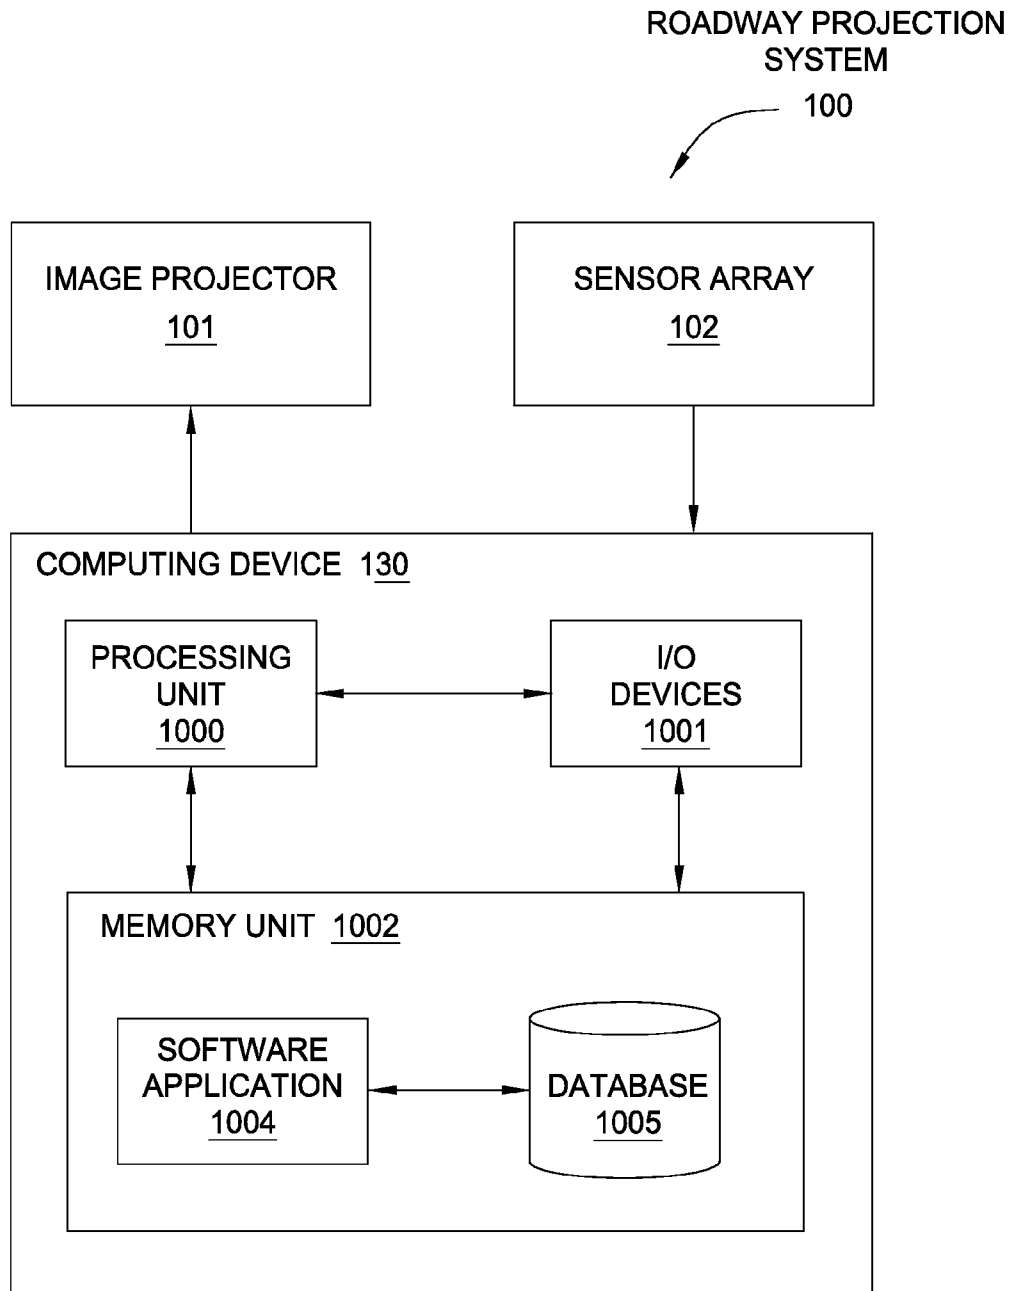 ROADWAY PROJECTION
SYSTEM
100
IMAGE PROJECTOR
101
SENSOR ARRAY
102
COMPUTING DEVICE 130
PROCESSING
UNIT
1000
I/O
DEVICES
1001
MEMORY UNIT 1002
SOFTWARE
APPLICATION
1004
DATABASE
1005